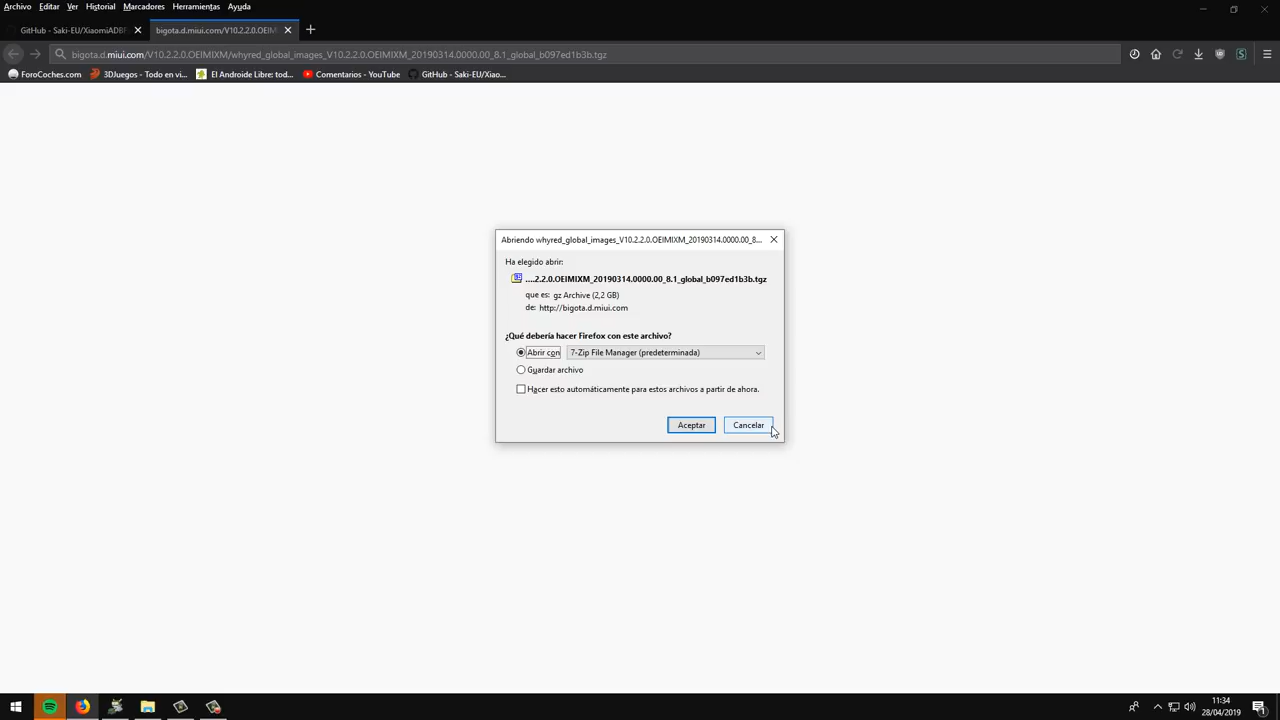 Archivo Editar Ver Historial Marcadores Herramientas Ayuda
GitHub - Saki-EU/XiaomiADBF
bigota.d.miui.com/V10.2.2.0.OEIM
bigota.d.miui.com/V10.2.2.0.OEIMIXM/whyred_global_images_V10.2.2.0.OEIMIXM_20190314.0000.00_8.1_global_b097ed1b3b.tgz
ForoCoches.com 3DJuegos - Todo en vi... El Androide Libre: tod... Comentarios - YouTube GitHub - Saki-EU/Xiao...
Abriendo whyred_global_images_V10.2.2.0.OEIMIXM_20190314.0000.00_8...
Ha elegido abrir:
....2.2.0.OEIMIXM_20190314.0000.00_8.1_global_b097ed1b3b.tgz
que es: gz Archive (2,2 GB)
de: http://bigota.d.miui.com
¿Qué debería hacer Firefox con este archivo?
Abrir con 7-Zip File Manager (predeterminada)
Guardar archivo
Hacer esto automáticamente para estos archivos a partir de ahora.
Aceptar Cancelar
11:34
28/04/2019
1